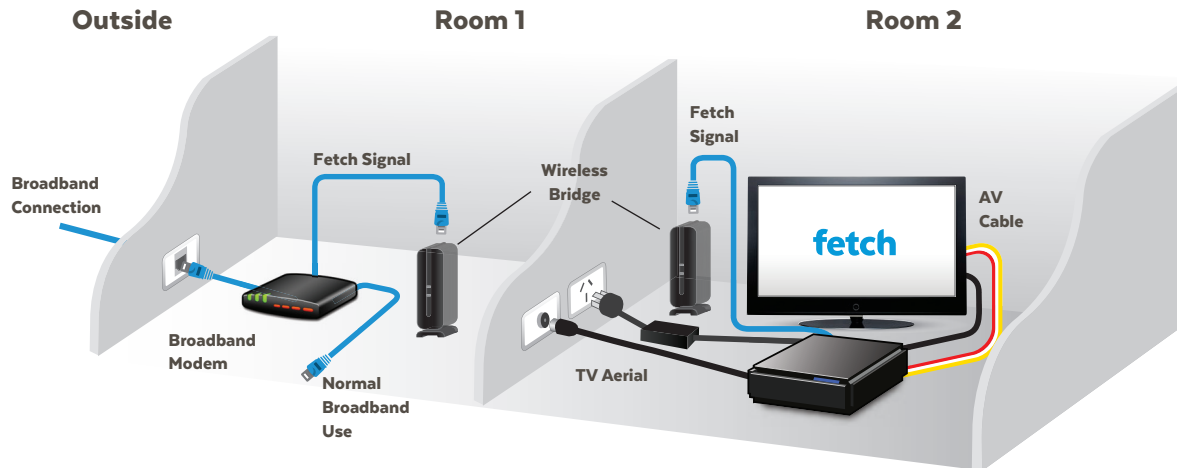 Outside
Room 1
Room 2
Broadband
Connection
Fetch Signal
Wireless
Bridge
Fetch
Signal
AV
Cable
fetch
Broadband
Modem
Normal
Broadband
Use
TV Aerial